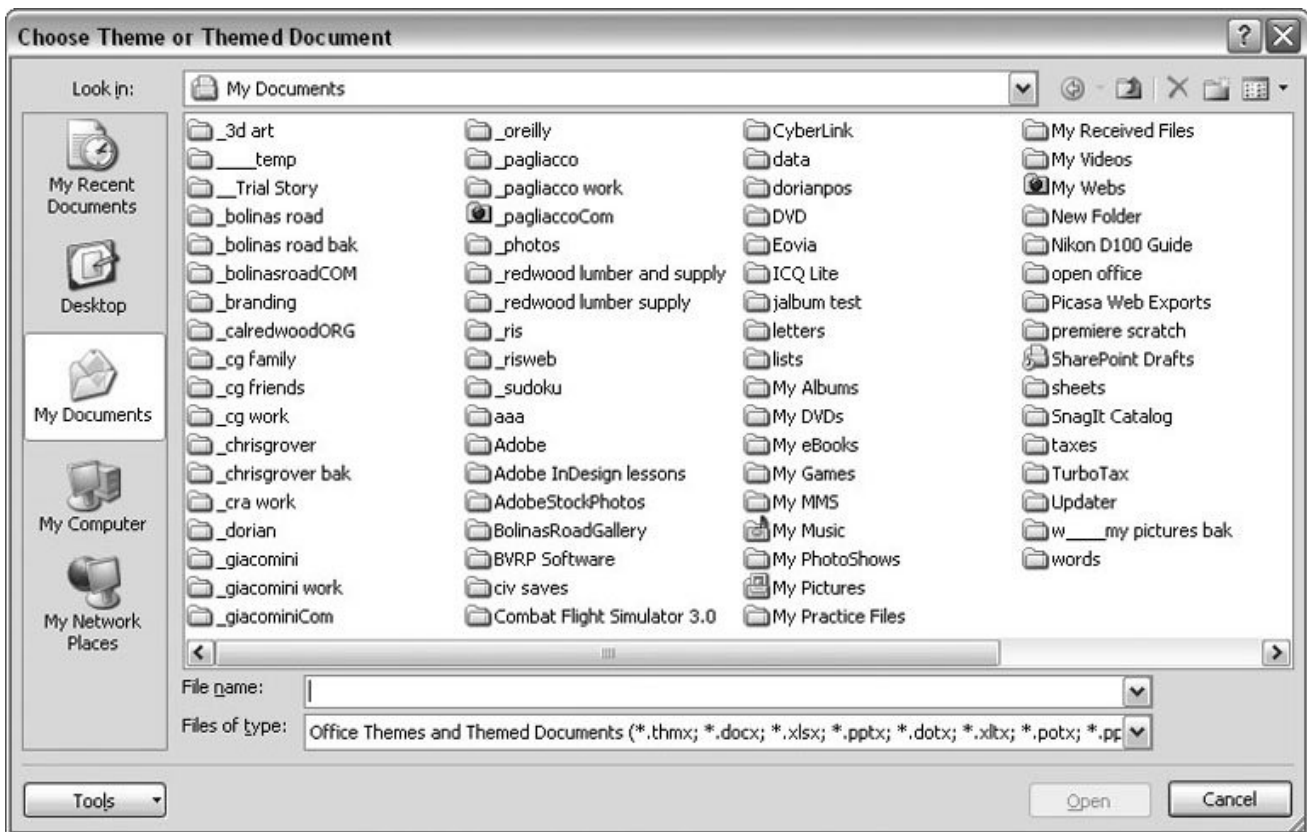 Choose Theme or Themed Document
Look in:
My Documents
My Recent
Documents
Desktop
My Documents
My Computer
My Network
Places
_3d art
____temp
__Trial Story
_bolinas road
_bolinas road bak
_bolinasroadCOM
_branding
_calredwoodORG
_cg family
_cg friends
_cg work
_chrisgrover
_chrisgrover bak
_cra work
_dorian
_giacomini
_giacomini work
_giacominiCom
_oreilly
_pagliacco
_pagliacco work
_pagliaccoCom
_photos
_redwood lumber and supply
_redwood lumber supply
_ris
_risweb
_sudoku
aaa
Adobe
Adobe InDesign lessons
AdobeStockPhotos
BolinasRoadGallery
BVRP Software
civ saves
Combat Flight Simulator 3.0
CyberLink
data
dorianpos
DVD
Eovia
ICQ Lite
jalbum test
letters
lists
My Albums
My DVDs
My eBooks
My Games
My MMS
My Music
My PhotoShows
My Pictures
My Practice Files
My Received Files
My Videos
My Webs
New Folder
Nikon D100 Guide
open office
Picasa Web Exports
premiere scratch
SharePoint Drafts
sheets
SnagIt Catalog
taxes
TurboTax
Updater
w____my pictures bak
words
File name:
Files of type:
Office Themes and Themed Documents (*.thmx; *.docx; *.xlsx; *.pptx; *.dotx; *.xltx; *.potx; *.pp
Tools
Open
Cancel